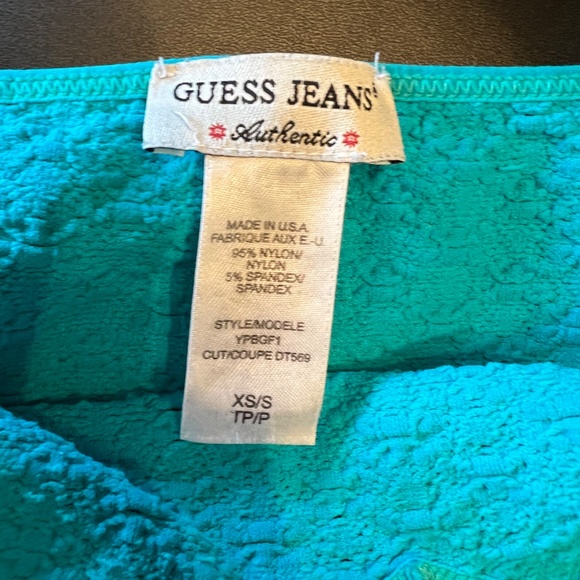 GUESS JEANS
Authentic
MADE IN U.S.A.
FABRIQUE AUX E.-U.
95% NYLON/
NYLON
5% SPANDEX/
SPANDEX
STYLE/MODELE
YPBGF1
CUT/COUPE DT569
XS/S
TP/P